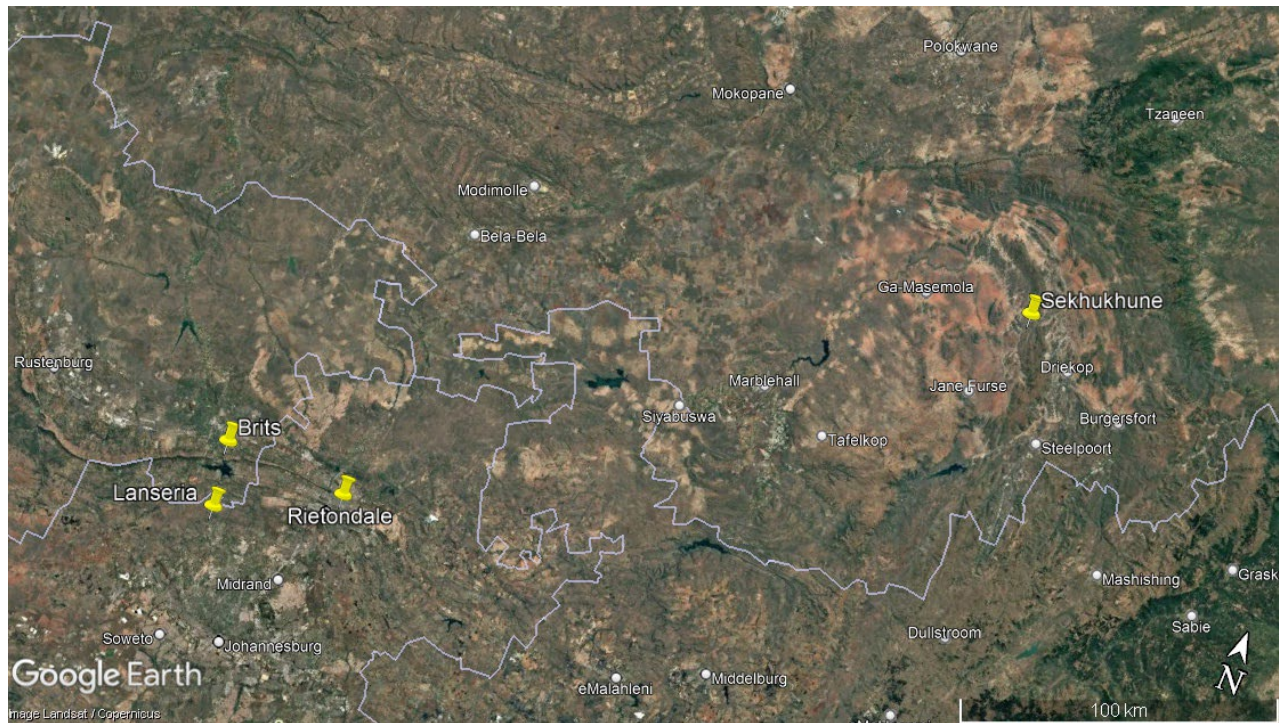 Polokwane
Mokopane
Tzaneen
Modimolle
Bela-Bela
Ga-Masemola
Sekhukhune
Rustenburg
Driekop
Marblehall
Jane Furse
Siyabuswa
Burgersfort
Brits
Tafelkop
Steelpoort
Lanseria
Rietondale
Midrand
Mashishing
Grask
Soweto
Johannesburg
Sabie
Dullstroom
Google Earth
eMalahleni
Middelburg
N
100 km
Image Landsat / Copernicus